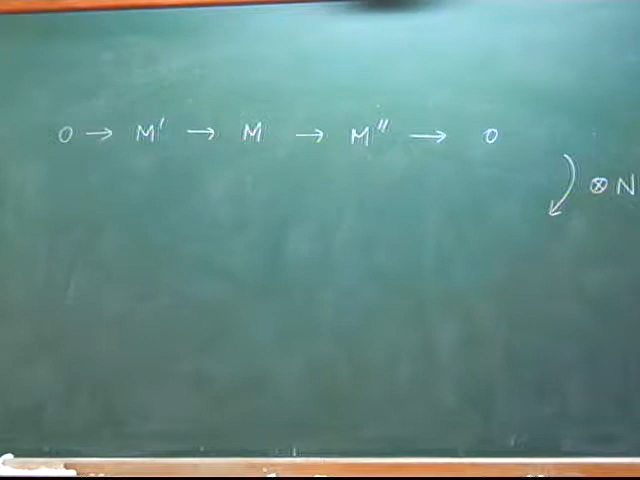 0 → M' → M → M" → 0
⊗ N